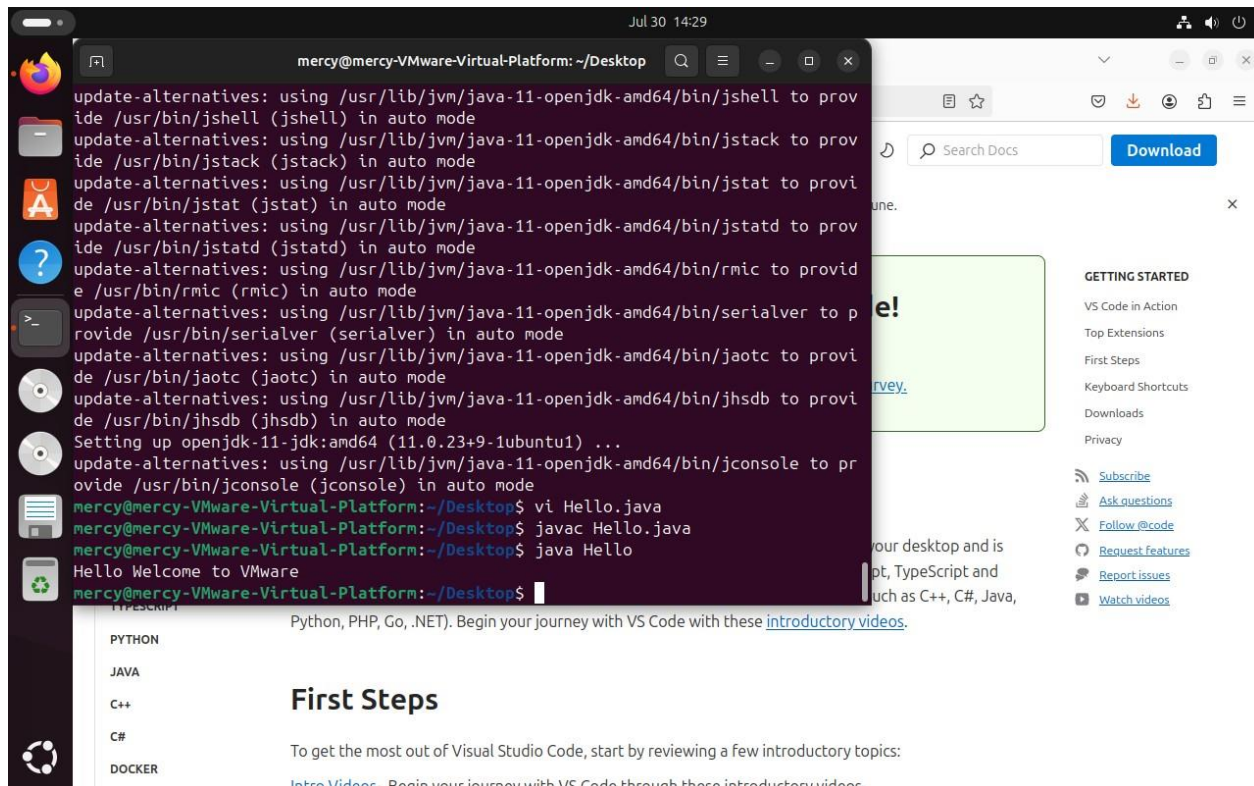 Jul 30 14:29
mercy@mercy-VMware-Virtual-Platform: ~/Desktop
update-alternatives: using /usr/lib/jvm/java-11-openjdk-amd64/bin/jshell to prov
ide /usr/bin/jshell (jshell) in auto mode
update-alternatives: using /usr/lib/jvm/java-11-openjdk-amd64/bin/jstack to prov
ide /usr/bin/jstack (jstack) in auto mode
update-alternatives: using /usr/lib/jvm/java-11-openjdk-amd64/bin/jstat to provi
de /usr/bin/jstat (jstat) in auto mode
update-alternatives: using /usr/lib/jvm/java-11-openjdk-amd64/bin/jstatd to prov
ide /usr/bin/jstatd (jstatd) in auto mode
update-alternatives: using /usr/lib/jvm/java-11-openjdk-amd64/bin/rmic to provid
e /usr/bin/rmic (rmic) in auto mode
update-alternatives: using /usr/lib/jvm/java-11-openjdk-amd64/bin/serialver to p
rovide /usr/bin/serialver (serialver) in auto mode
update-alternatives: using /usr/lib/jvm/java-11-openjdk-amd64/bin/jaotc to provi
de /usr/bin/jaotc (jaotc) in auto mode
update-alternatives: using /usr/lib/jvm/java-11-openjdk-amd64/bin/jhsdb to provi
de /usr/bin/jhsdb (jhsdb) in auto mode
Setting up openjdk-11-jdk:amd64 (11.0.23+9-1ubuntu1) ...
update-alternatives: using /usr/lib/jvm/java-11-openjdk-amd64/bin/jconsole to pr
ovide /usr/bin/jconsole (jconsole) in auto mode
mercy@mercy-VMware-Virtual-Platform:~/Desktop$ vi Hello.java
mercy@mercy-VMware-Virtual-Platform:~/Desktop$ javac Hello.java
mercy@mercy-VMware-Virtual-Platform:~/Desktop$ java Hello
Hello Welcome to VMware
mercy@mercy-VMware-Virtual-Platform:~/Desktop$
Search Docs
Download
une.
e!
rvey.
your desktop and is
pt, TypeScript and
uch as C++, C#, Java,
Python, PHP, Go, .NET). Begin your journey with VS Code with these introductory videos.
First Steps
To get the most out of Visual Studio Code, start by reviewing a few introductory topics:
Intro Videos - Begin your journey with VS Code through these introductory videos.
TYPESCRIPT
PYTHON
JAVA
C++
C#
DOCKER
GETTING STARTED
VS Code in Action
Top Extensions
First Steps
Keyboard Shortcuts
Downloads
Privacy
Subscribe
Ask questions
Follow @code
Request features
Report issues
Watch videos